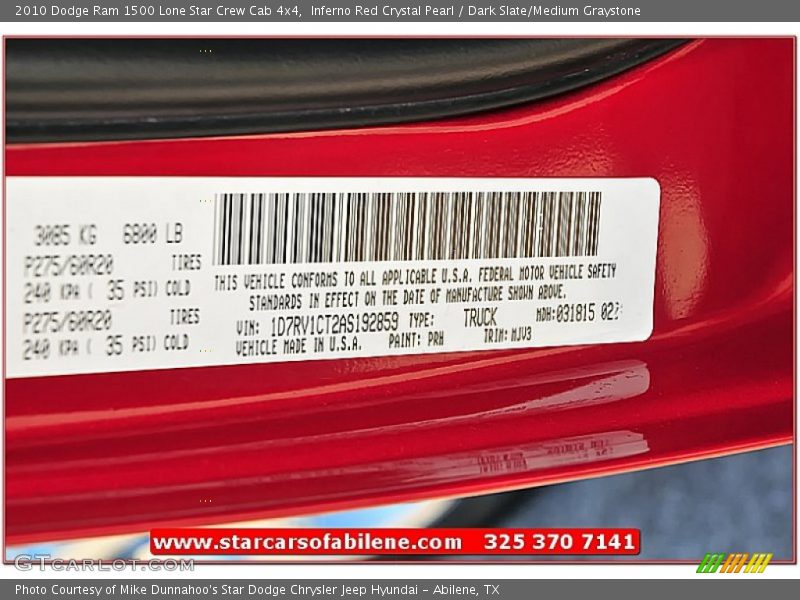 2010 Dodge Ram 1500 Lone Star Crew Cab 4x4, Inferno Red Crystal Pearl / Dark Slate/Medium Graystone
3085 KG 6800 LB
P275/60R20 TIRES
240 KPA ( 35 PSI) COLD
P275/60R20 TIRES
240 KPA ( 35 PSI) COLD
THIS VEHICLE CONFORMS TO ALL APPLICABLE U.S.A. FEDERAL MOTOR VEHICLE SAFETY
STANDARDS IN EFFECT ON THE DATE OF MANUFACTURE SHOWN ABOVE.
VIN: 1D7RV1CT2AS192859 TYPE: TRUCK MDH:031815 02
VEHICLE MADE IN U.S.A. PAINT: PRH TRIM: MJV3
www.starcarsofabilene.com 325 370 7141
GTCARLOT.COM
Photo Courtesy of Mike Dunnahoo's Star Dodge Chrysler Jeep Hyundai – Abilene, TX